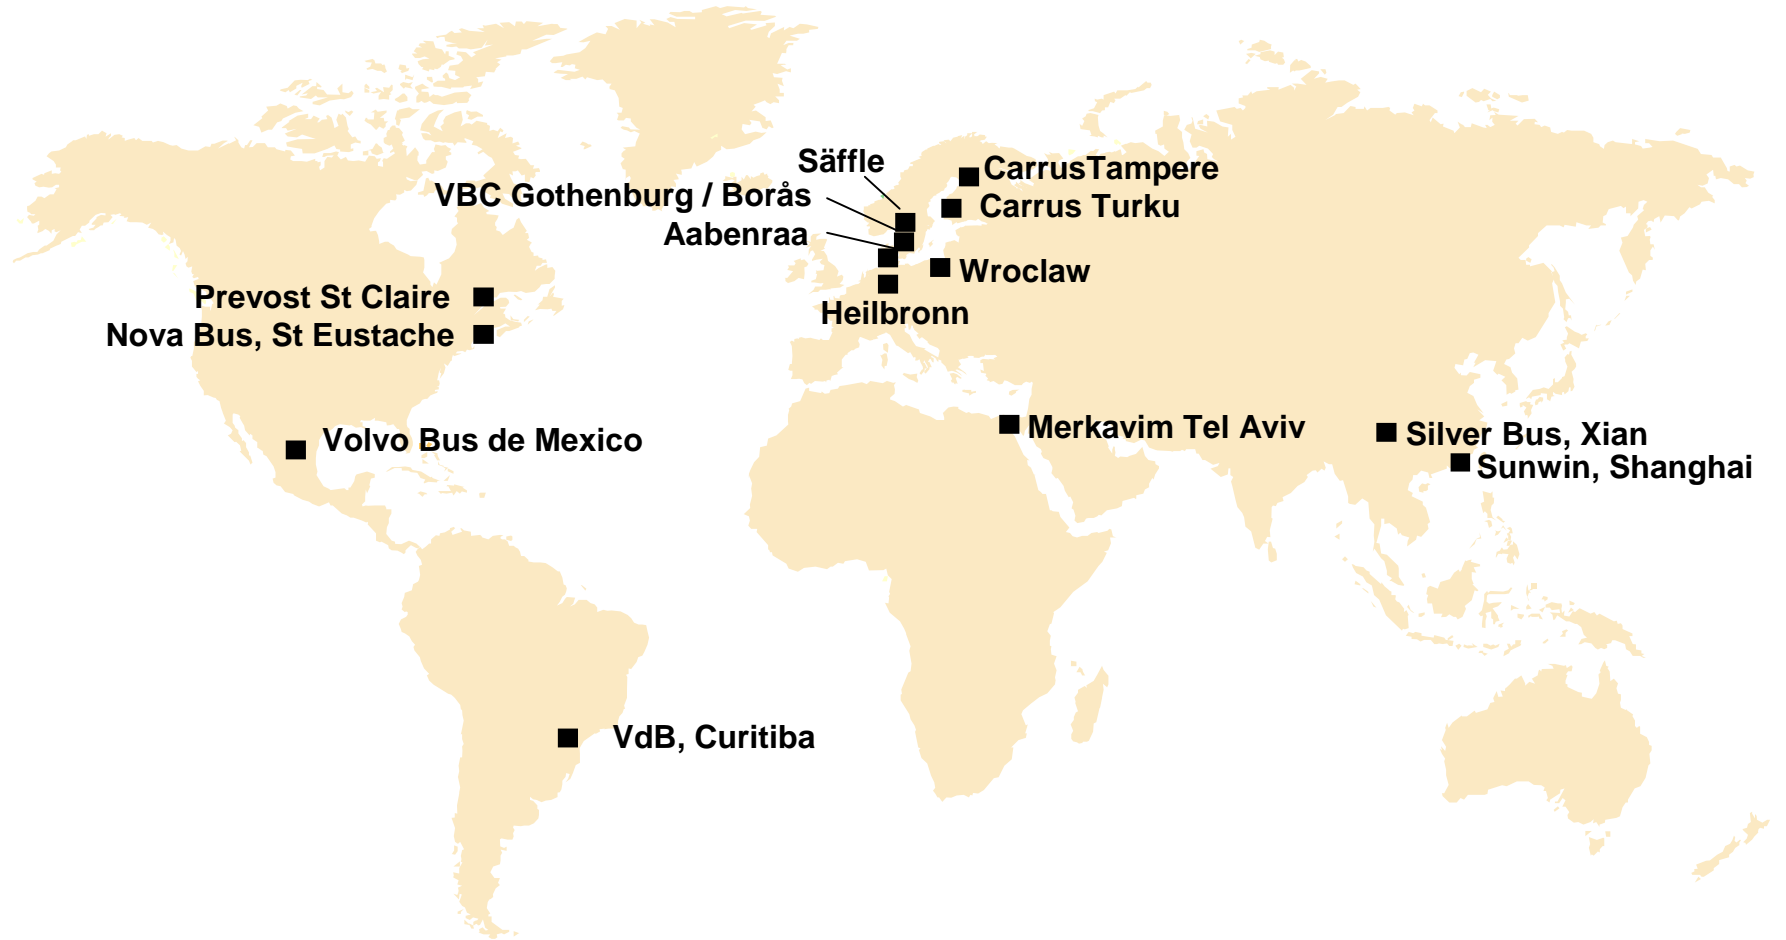 Säffle
CarrusTampere
VBC Gothenburg / Borås
Carrus Turku
Aabenraa
Wroclaw
Prevost St Claire
Heilbronn
Nova Bus, St Eustache
Merkavim Tel Aviv
Volvo Bus de Mexico
Silver Bus, Xian
Sunwin, Shanghai
VdB, Curitiba